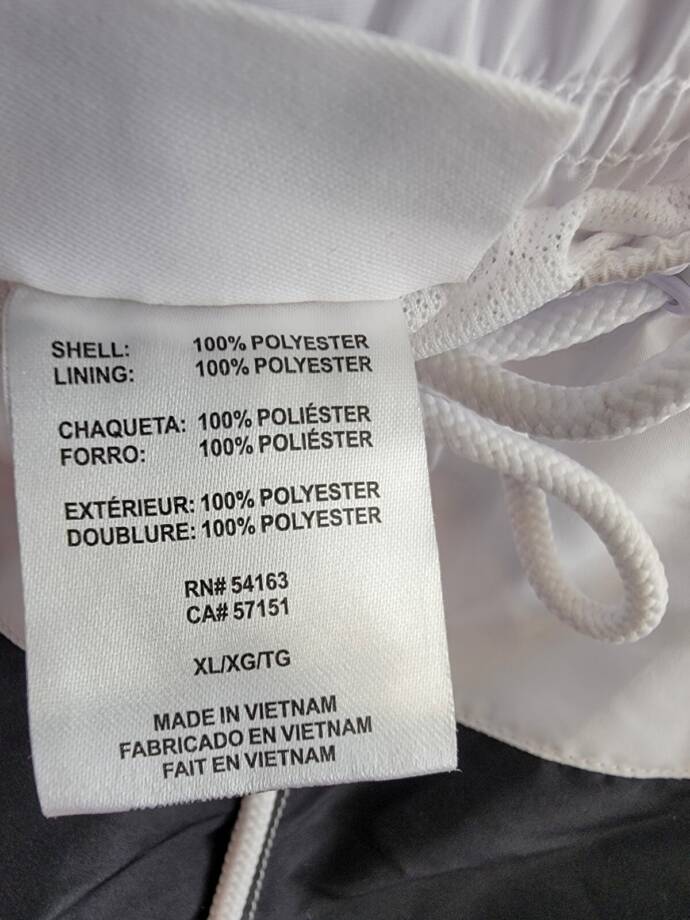 SHELL: 100% POLYESTER
LINING: 100% POLYESTER
CHAQUETA: 100% POLIÉSTER
FORRO: 100% POLIÉSTER
EXTÉRIEUR: 100% POLYESTER
DOUBLURE: 100% POLYESTER
RN# 54163
CA# 57151
XL/XG/TG
MADE IN VIETNAM
FABRICADO EN VIETNAM
FAIT EN VIETNAM